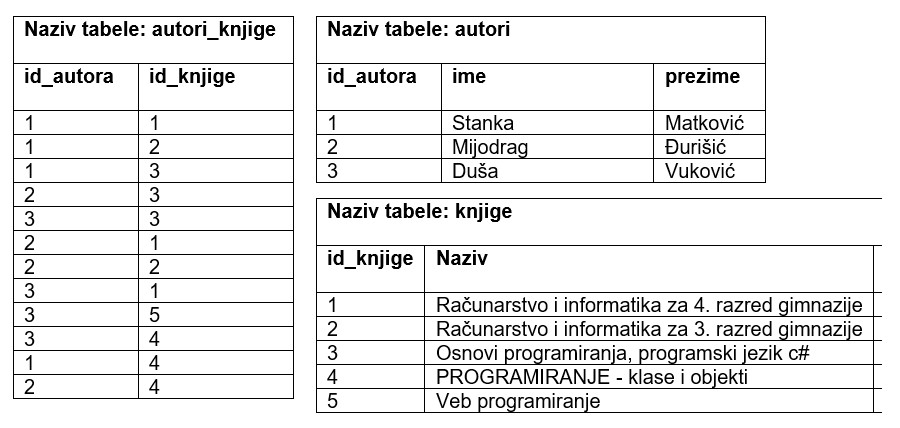 Naziv tabele: autori_knjige
id_autora id_knjige
1 1
1 2
1 3
2 3
3 3
2 1
2 2
3 1
3 5
3 4
1 4
2 4
Naziv tabele: autori
id_autora ime prezime
1 Stanka Matković
2 Mijodrag Đurišić
3 Duša Vuković
Naziv tabele: knjige
id_knjige Naziv
1 Računarstvo i informatika za 4. razred gimnazije
2 Računarstvo i informatika za 3. razred gimnazije
3 Osnovi programiranja, programski jezik c#
4 PROGRAMIRANJE - klase i objekti
5 Veb programiranje